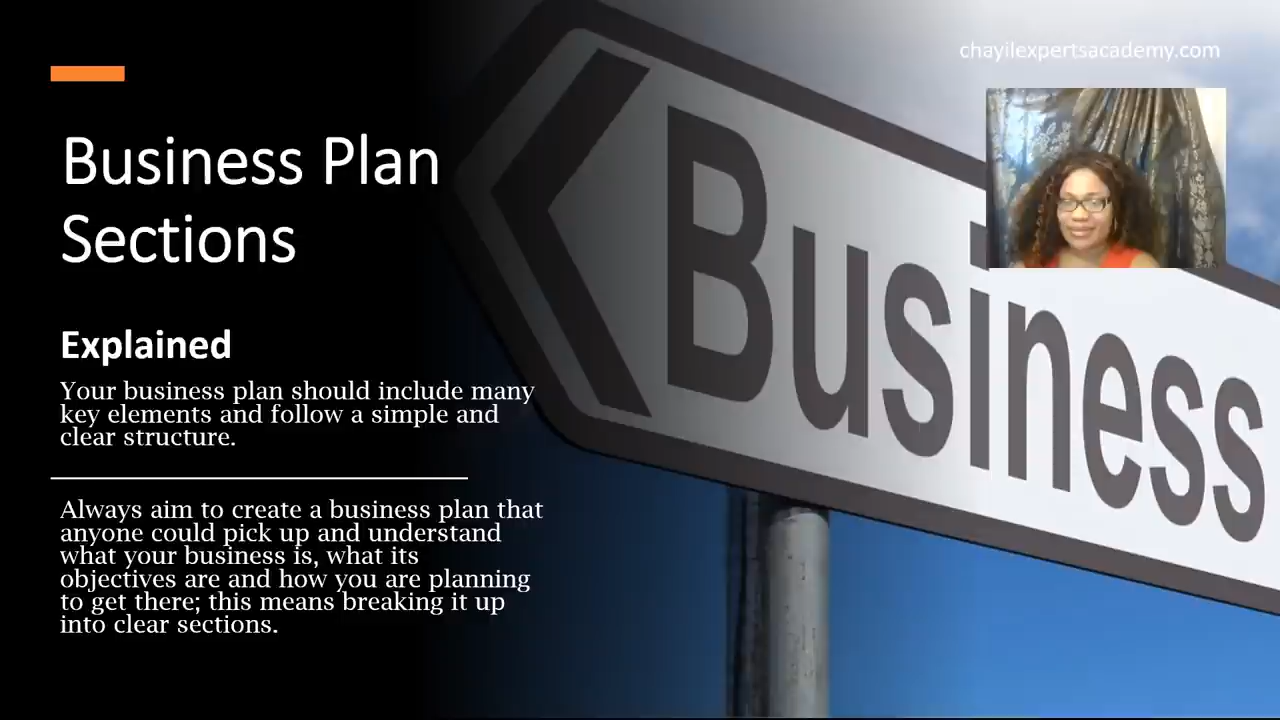 chayilexpertsacademy.com
Business Plan
Sections
Explained
Your business plan should include many
key elements and follow a simple and
clear structure.
Always aim to create a business plan that
anyone could pick up and understand
what your business is, what its
objectives are and how you are planning
to get there; this means breaking it up
into clear sections.
Business